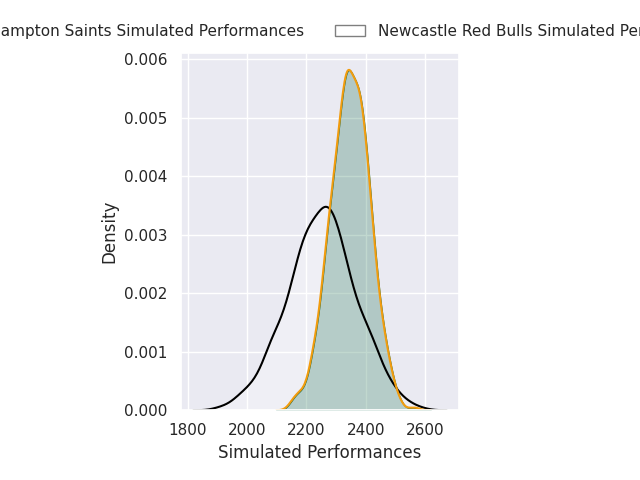 ampton Saints Simulated Performances
Newcastle Red Bulls Simulated Per
0.006
0.005
0.004
0.003
0.002
0.001
0.000
Density
1800 2000 2200 2400 2600
Simulated Performances